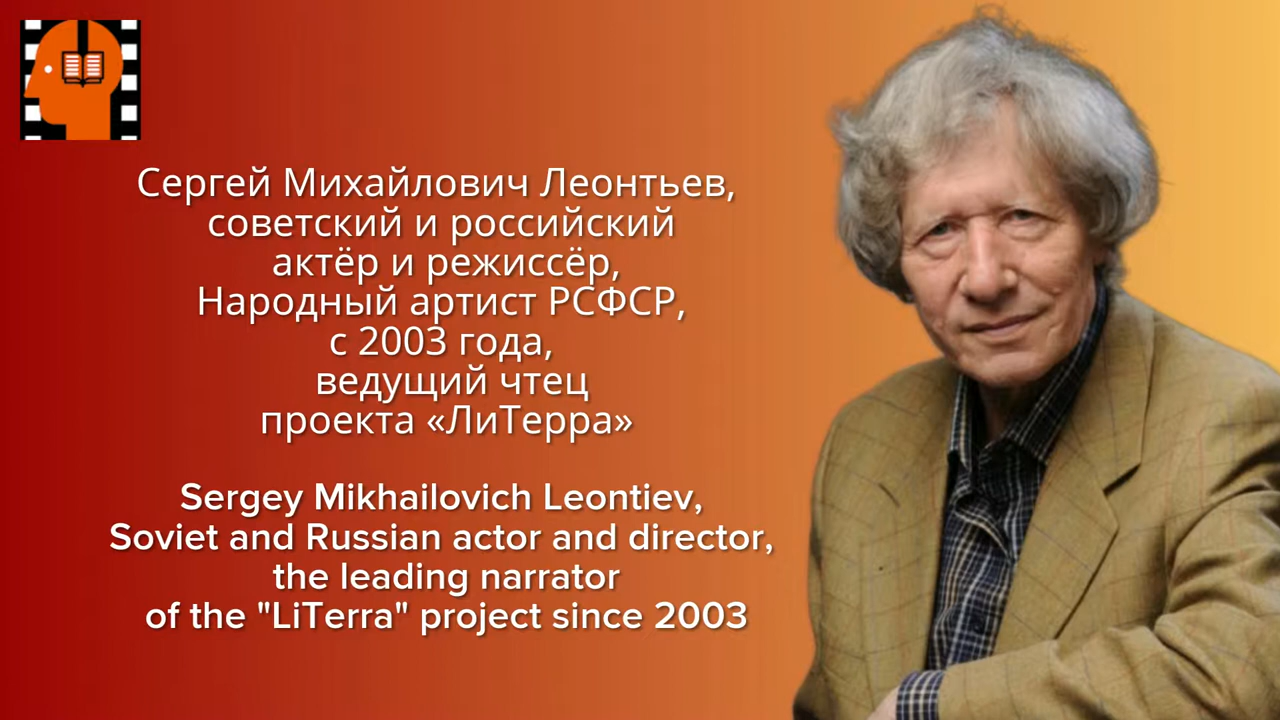 Сергей Михайлович Леонтьев,
советский и российский
актёр и режиссёр,
Народный артист РСФСР,
с 2003 года,
ведущий чтец
проекта «ЛиТерра»
Sergey Mikhailovich Leontiev,
Soviet and Russian actor and director,
the leading narrator
of the "LiTerra" project since 2003